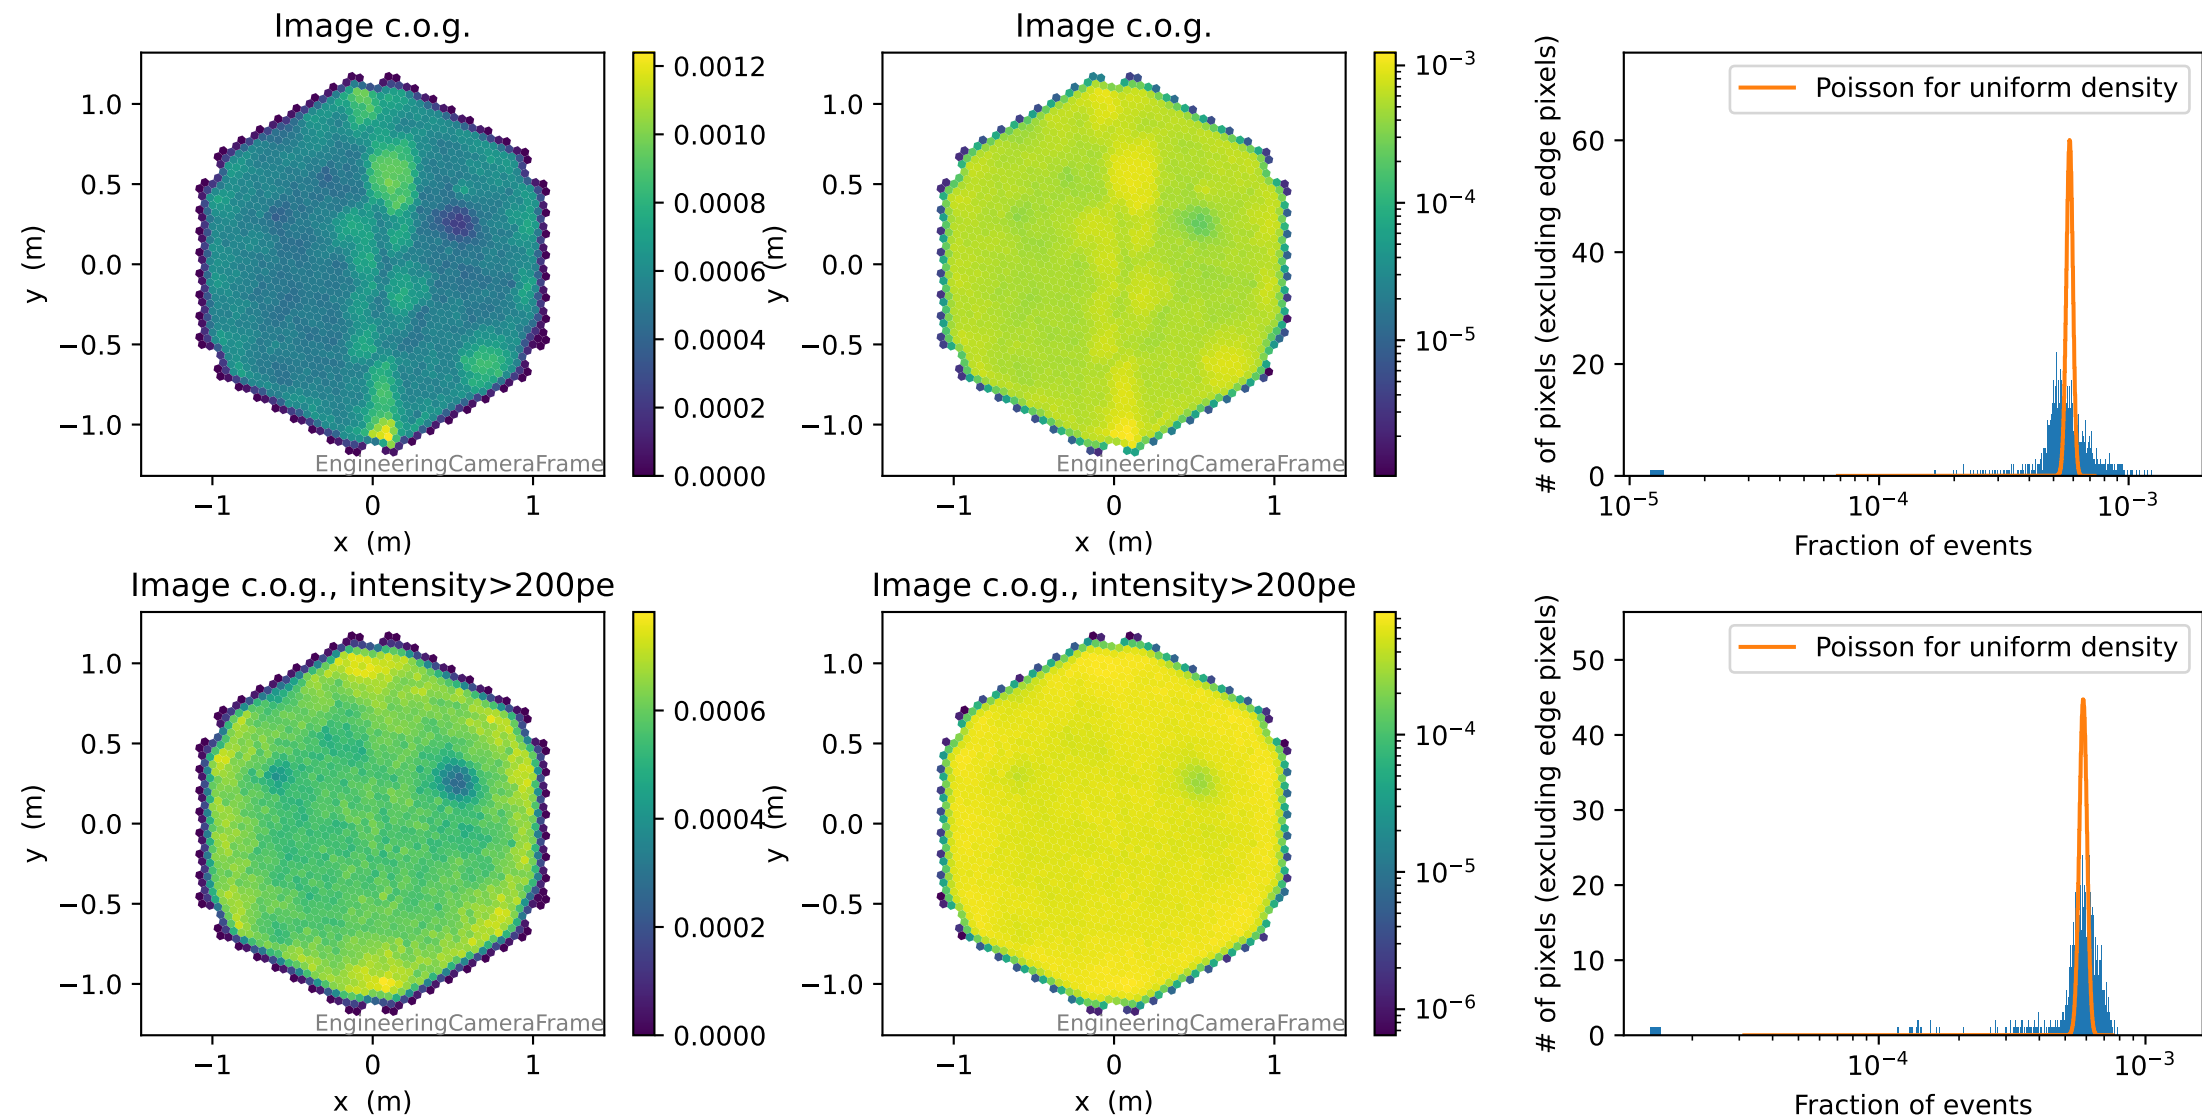 Image c.o.g.
1.0
0.5
0.0
−0.5
−1.0
y (m)
−1 0 1
x (m)
EngineeringCameraFrame
0.0012
0.0010
0.0008
0.0006
0.0004
0.0002
0.0000
Image c.o.g.
1.0
0.5
0.0
−0.5
−1.0
y (m)
−1 0 1
x (m)
EngineeringCameraFrame
10⁻³
10⁻⁴
10⁻⁵
# of pixels (excluding edge pixels)
60
40
20
0
Poisson for uniform density
10⁻⁵ 10⁻⁴ 10⁻³
Fraction of events
Image c.o.g., intensity>200pe
1.0
0.5
0.0
−0.5
−1.0
y (m)
−1 0 1
x (m)
EngineeringCameraFrame
0.0006
0.0004
0.0002
0.0000
Image c.o.g., intensity>200pe
1.0
0.5
0.0
−0.5
−1.0
y (m)
−1 0 1
x (m)
EngineeringCameraFrame
10⁻⁴
10⁻⁵
10⁻⁶
# of pixels (excluding edge pixels)
50
40
30
20
10
0
Poisson for uniform density
10⁻⁴ 10⁻³
Fraction of events